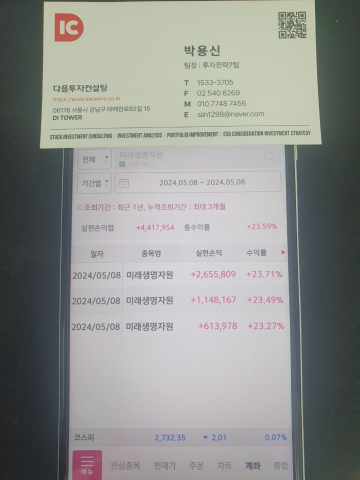 DIC
박용신
팀장 : 투자전략7팀
다음투자컨설팅
https://www.daumic.co.kr
06178 서울시 강남구 테헤란로82길 15
DI TOWER
T 1533-3705
F 02 540 8269
M 010 7748 7456
E siin1298@naver.com
STOCK INVESTMENT CONSULTING · INVESTMENT ANALYSIS · PORTFOLIO IMPROVEMENT · ESG CONSIDERATION INVESTMENT STRATEGY
전체 미래생명자원
기간별 2024.05.08 ~ 2024.05.08
조회기간 : 최근 1년, 누적조회기간 : 최대 3개월
실현손익합 +4,417,954 총수익률 +23.59%
일자 종목명 실현손익 수익률
2024/05/08 미래생명자원 +2,655,809 +23,71%
2024/05/08 미래생명자원 +1,148,167 +23,49%
2024/05/08 미래생명자원 +613,978 +23,27%
코스피 2,732,35 ▼ 2,01 0,07%
메뉴 관심종목 현재가 주문 차트 계좌 종합